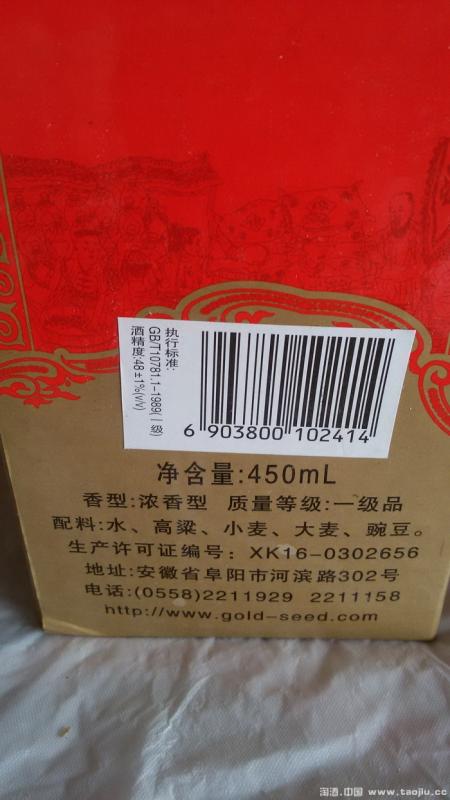 执行标准:
GB/T10781.1-1989(一级)
酒精度:48±1%(v/v)
6 903800 102414
净含量:450mL
香型:浓香型 质量等级:一级品
配料:水、高粱、小麦、大麦、豌豆。
生产许可证编号: XK16-0302656
地址:安徽省阜阳市河滨路302号
电话:(0558)2211929 2211158
http://www.gold-seed.com
淘酒.中国 www.taojiu.cc